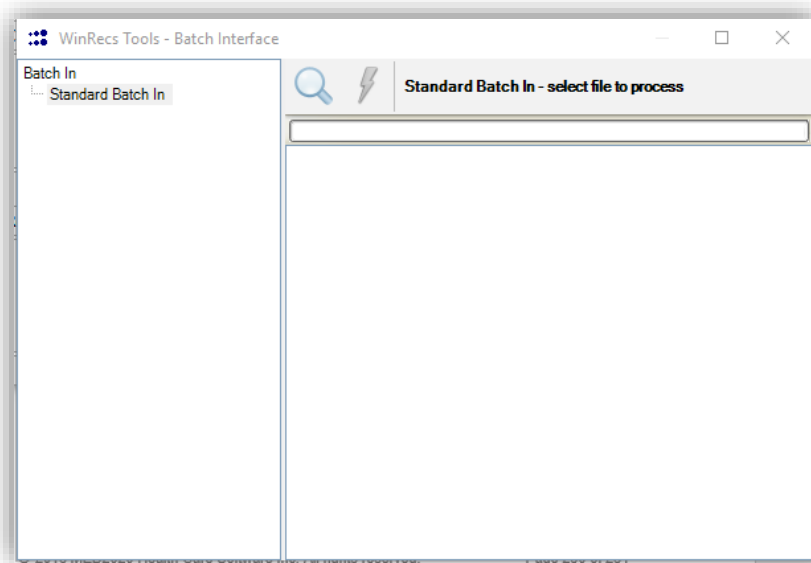 WinRecs Tools - Batch Interface
Batch In
Standard Batch In
Standard Batch In - select file to process